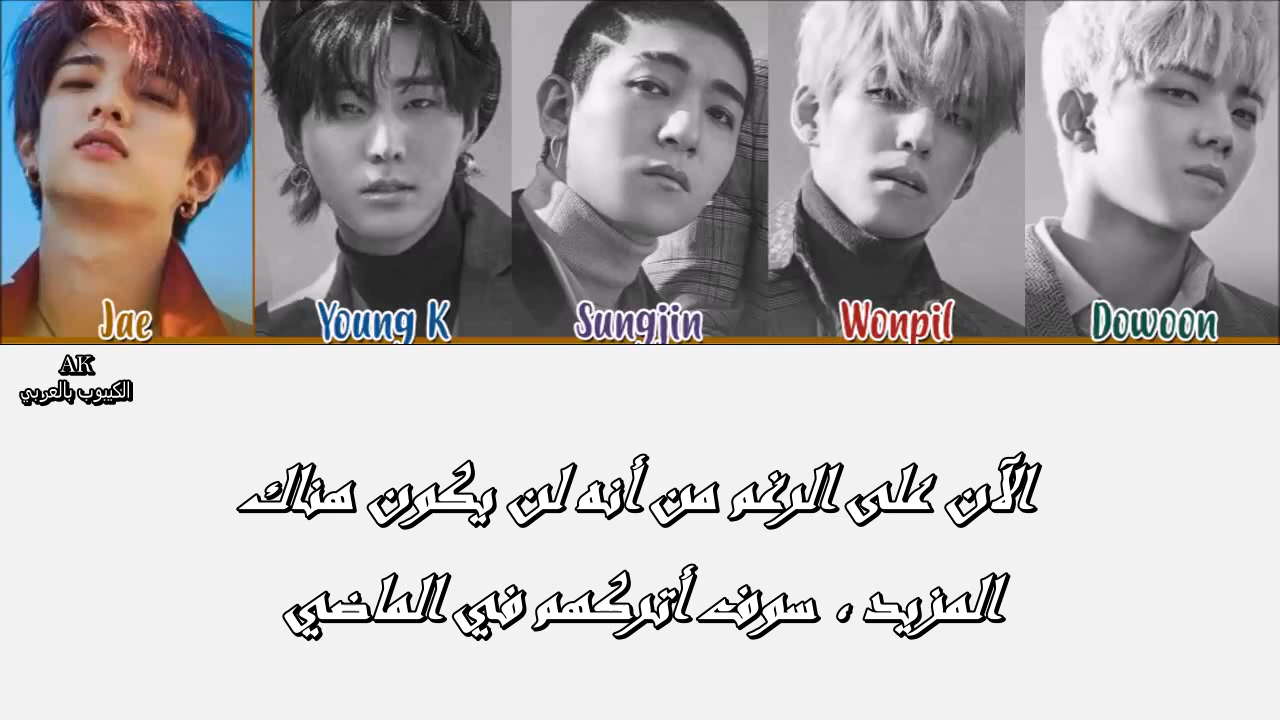 Jae
Young K
Sungjin
Wonpil
Dowoon
AK
الكيبوب بالعربي
الآن على الرغم من أنه لن يكون هناك
المزيد ، سوف أتركهم في الماضي